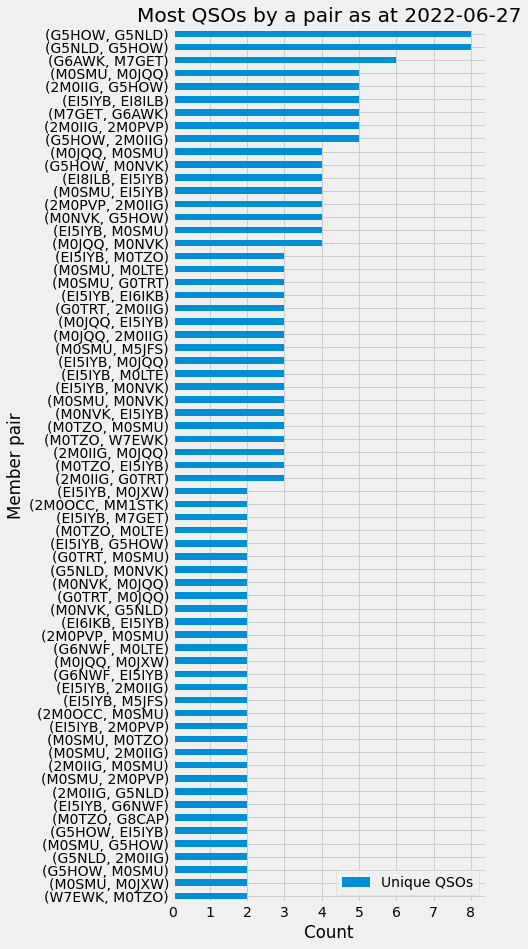 Most QSOs by a pair as at 2022-06-27
(G5HOW, G5NLD)
(G5NLD, G5HOW)
(G6AWK, M7GET)
(M0SMU, M0JQQ)
(2M0IIG, G5HOW)
(EI5IYB, EI8ILB)
(M7GET, G6AWK)
(2M0IIG, 2M0PVP)
(G5HOW, 2M0IIG)
(M0JQQ, M0SMU)
(G5HOW, M0NVK)
(EI8ILB, EI5IYB)
(M0SMU, EI5IYB)
(2M0PVP, 2M0IIG)
(M0NVK, G5HOW)
(EI5IYB, M0SMU)
(M0JQQ, M0NVK)
(EI5IYB, M0TZO)
(M0SMU, M0LTE)
(M0SMU, G0TRT)
(EI5IYB, EI6IKB)
(G0TRT, 2M0IIG)
(M0JQQ, EI5IYB)
(M0JQQ, 2M0IIG)
(M0SMU, M5JFS)
(EI5IYB, M0JQQ)
(EI5IYB, M0LTE)
(EI5IYB, M0NVK)
(M0SMU, M0NVK)
(M0NVK, EI5IYB)
(M0TZO, M0SMU)
(M0TZO, W7EWK)
(2M0IIG, M0JQQ)
(M0TZO, EI5IYB)
(2M0IIG, G0TRT)
(EI5IYB, M0JXW)
(2M0OCC, MM1STK)
(EI5IYB, M7GET)
(M0TZO, M0LTE)
(EI5IYB, G5HOW)
(G0TRT, M0SMU)
(G5NLD, M0NVK)
(M0NVK, M0JQQ)
(G0TRT, M0JQQ)
(M0NVK, G5NLD)
(EI6IKB, EI5IYB)
(2M0PVP, M0SMU)
(G6NWF, M0LTE)
(M0JQQ, M0JXW)
(G6NWF, EI5IYB)
(EI5IYB, 2M0IIG)
(EI5IYB, M5JFS)
(2M0OCC, M0SMU)
(EI5IYB, 2M0PVP)
(M0SMU, M0TZO)
(M0SMU, 2M0IIG)
(2M0IIG, M0SMU)
(M0SMU, 2M0PVP)
(2M0IIG, G5NLD)
(EI5IYB, G6NWF)
(M0TZO, G8CAP)
(G5HOW, EI5IYB)
(M0SMU, G5HOW)
(G5NLD, 2M0IIG)
(G5HOW, M0SMU)
(M0SMU, M0JXW)
(W7EWK, M0TZO)
Member pair
Unique QSOs
0 1 2 3 4 5 6 7 8
Count